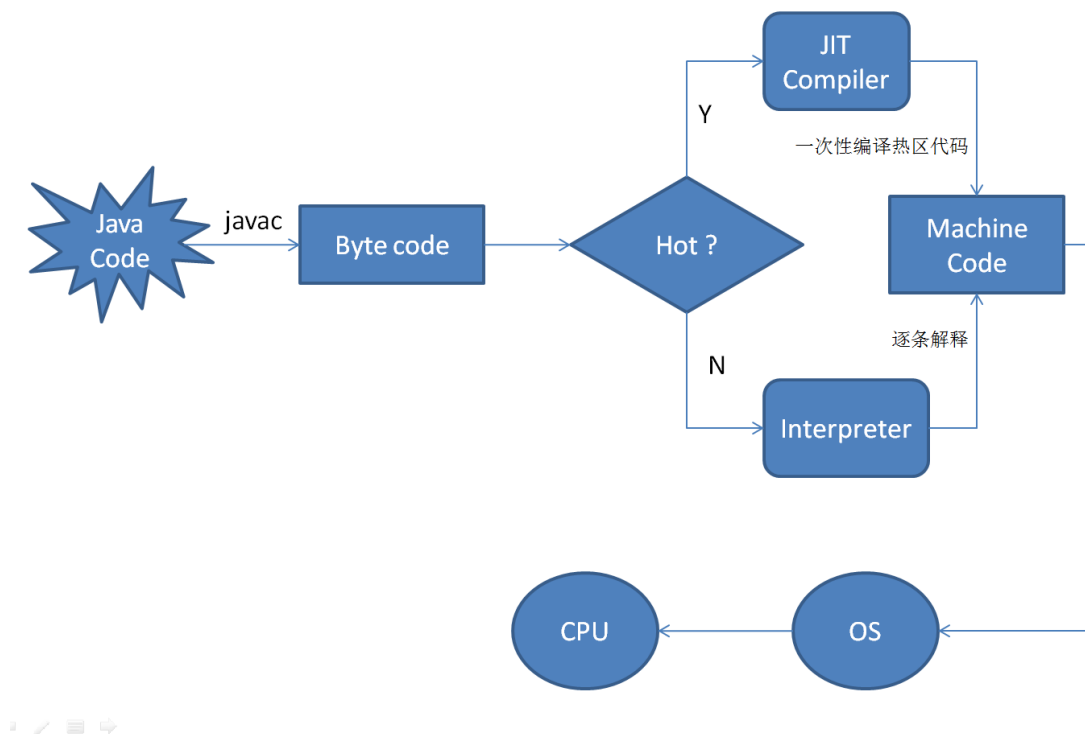 Java
Code
javac
Byte code
Hot ?
Y
JIT
Compiler
一次性编译热区代码
N
Interpreter
逐条解释
Machine
Code
OS
CPU